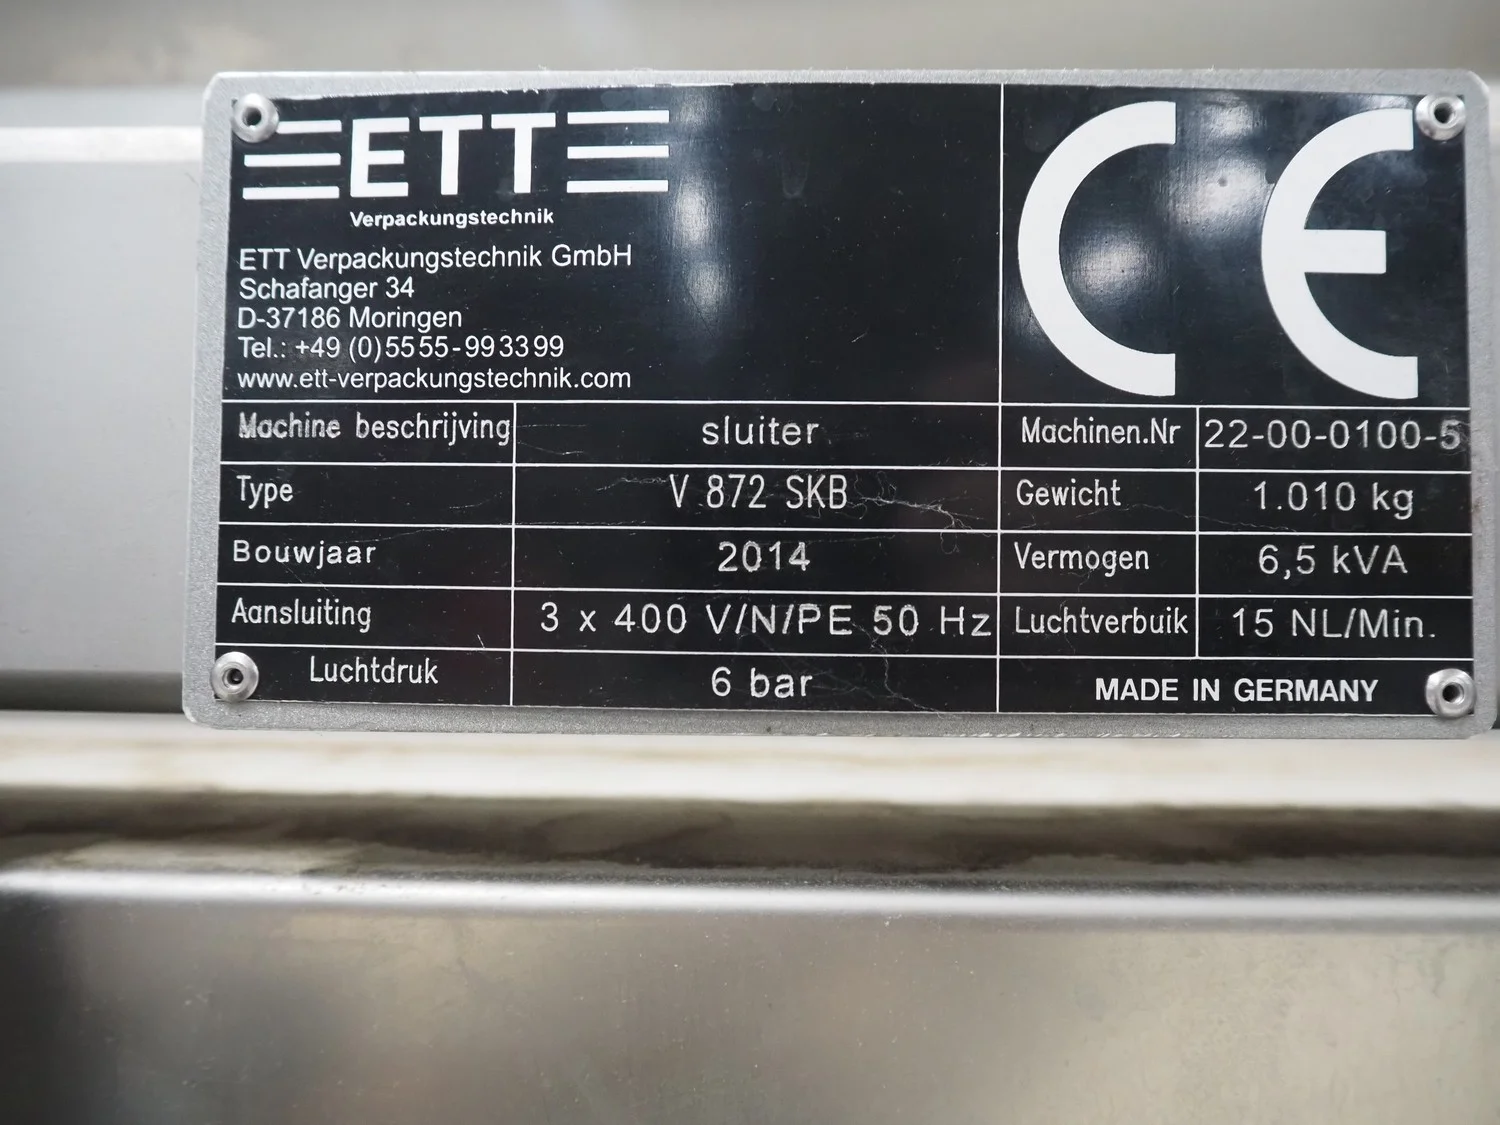 ETT
Verpackungstechnik
ETT Verpackungstechnik GmbH
Schafanger 34
D-37186 Moringen
Tel.: +49 (0)5555-993399
www.ett-verpackungstechnik.com
CE
Machine beschrijving sluiter Machinen.Nr 22-00-0100-5
Type V 872 SKB Gewicht 1.010 kg
Bouwjaar 2014 Vermogen 6,5 kVA
Aansluiting 3 x 400 V/N/PE 50 Hz Luchtverbuik 15 NL/Min.
Luchtdruk 6 bar MADE IN GERMANY